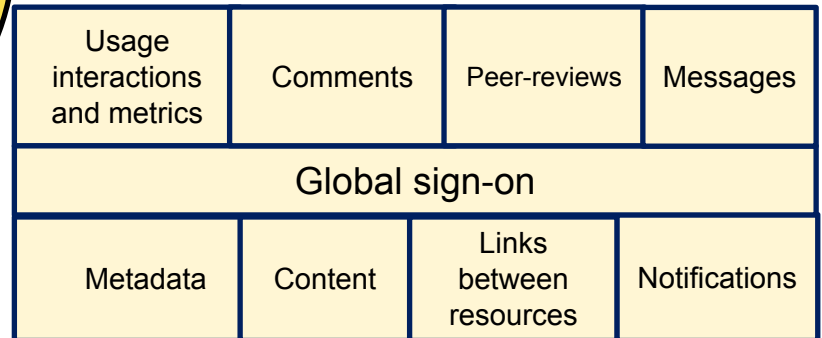 Usage
interactions
and metrics
Comments
Peer-reviews
Messages
Global sign-on
Metadata
Content
Links
between
resources
Notifications